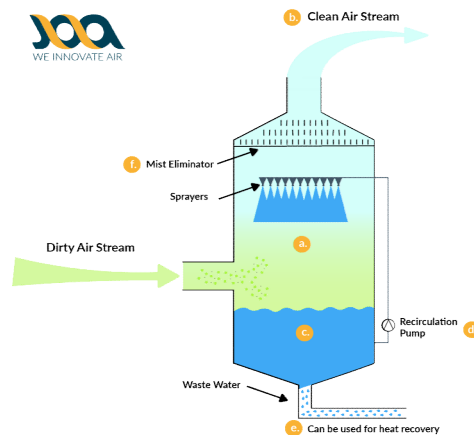 b. Clean Air Stream
JOA
WE INNOVATE AIR
f. Mist Eliminator
Sprayers
a.
Dirty Air Stream
c.
Recirculation
Pump
d
Waste Water
e. Can be used for heat recovery